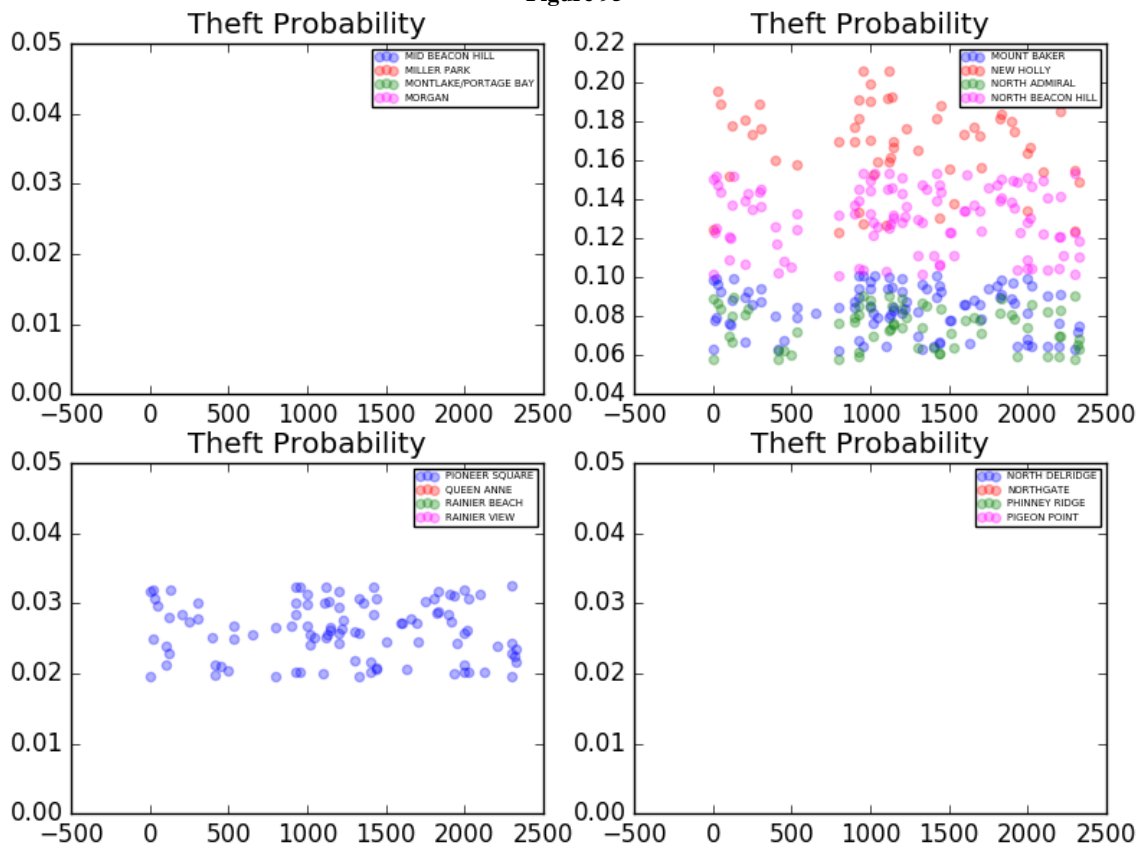 Theft Probability
0.05
0.04
0.03
0.02
0.01
0.00
−500 0 500 1000 1500 2000 2500
MID BEACON HILL
MILLER PARK
MONTLAKE/PORTAGE BAY
MORGAN
Theft Probability
0.22
0.20
0.18
0.16
0.14
0.12
0.10
0.08
0.06
0.04
−500 0 500 1000 1500 2000 2500
MOUNT BAKER
NEW HOLLY
NORTH ADMIRAL
NORTH BEACON HILL
Theft Probability
0.05
0.04
0.03
0.02
0.01
0.00
−500 0 500 1000 1500 2000 2500
PIONEER SQUARE
QUEEN ANNE
RAINIER BEACH
RAINIER VIEW
Theft Probability
0.05
0.04
0.03
0.02
0.01
0.00
−500 0 500 1000 1500 2000 2500
NORTH DELRIDGE
NORTHGATE
PHINNEY RIDGE
PIGEON POINT